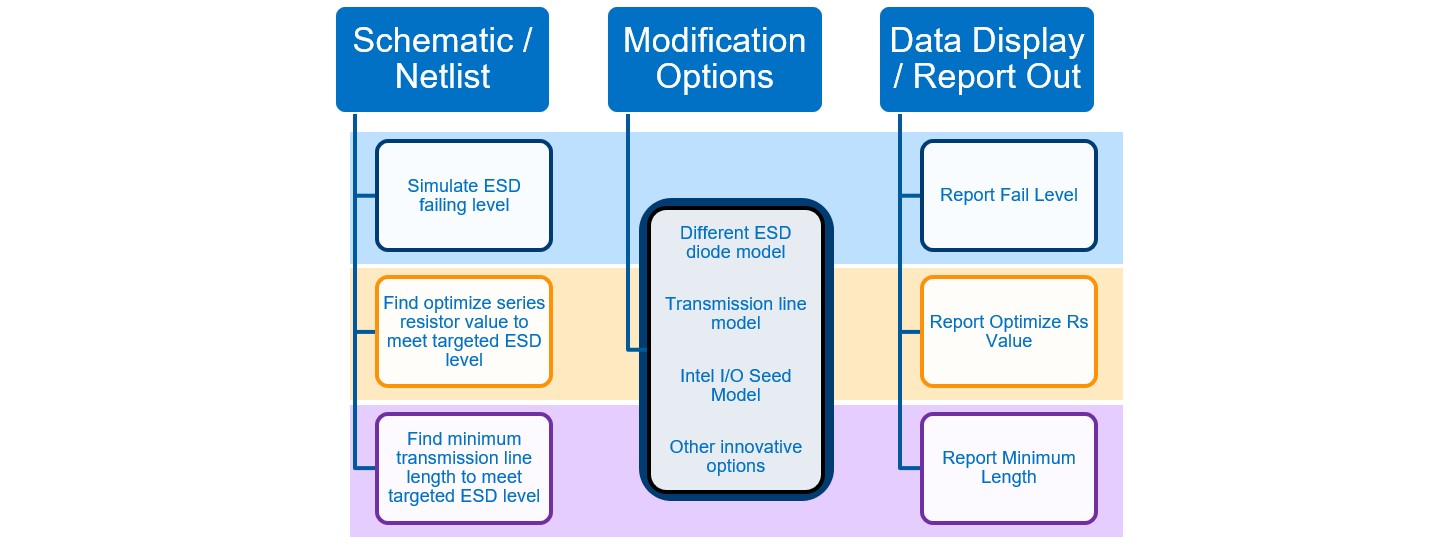 Schematic /
Netlist
Modification
Options
Data Display
/ Report Out
Simulate ESD
failing level
Find optimize series
resistor value to
meet targeted ESD
level
Find minimum
transmission line
length to meet
targeted ESD level
Different ESD
diode model
Transmission line
model
Intel I/O Seed
Model
Other innovative
options
Report Fail Level
Report Optimize Rs
Value
Report Minimum
Length